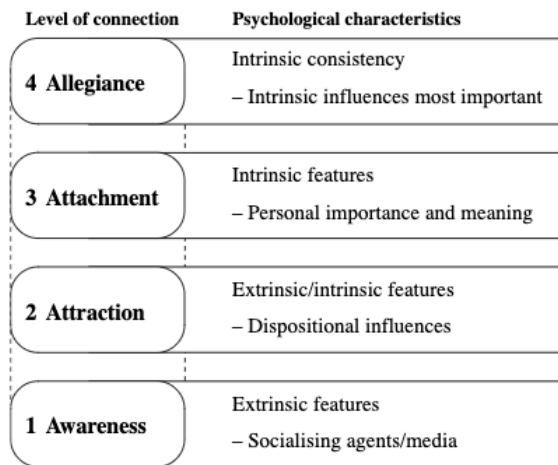 Level of connection
Psychological characteristics
4 Allegiance
Intrinsic consistency
– Intrinsic influences most important
3 Attachment
Intrinsic features
– Personal importance and meaning
2 Attraction
Extrinsic/intrinsic features
– Dispositional influences
1 Awareness
Extrinsic features
– Socialising agents/media